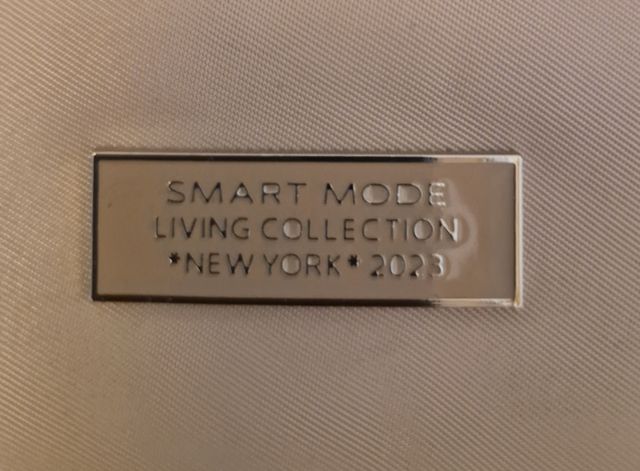 SMART MODE
LIVING COLLECTION
*NEW YORK* 2023